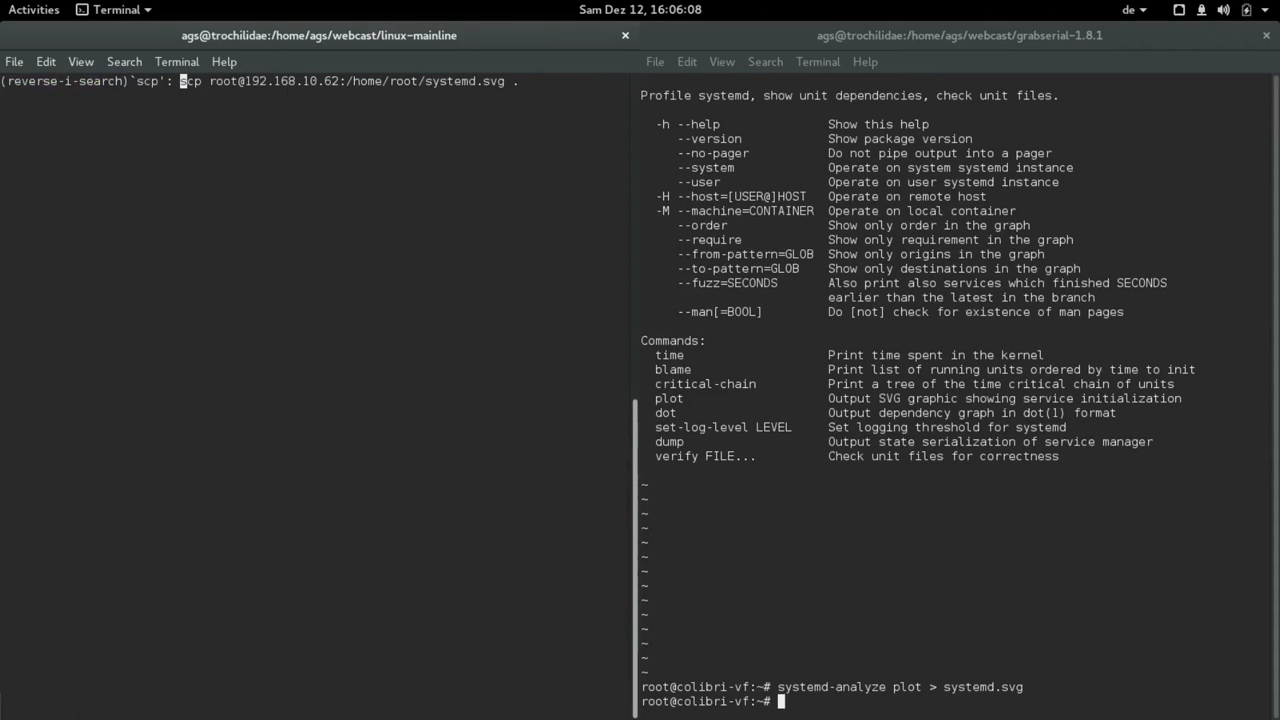 Activities Terminal Sam Dez 12, 16:06:08 de
ags@trochilidae:/home/ags/webcast/linux-mainline
File Edit View Search Terminal Help
(reverse-i-search)`scp': scp root@192.168.10.62:/home/root/systemd.svg .
ags@trochilidae:/home/ags/webcast/grabserial-1.8.1
File Edit View Search Terminal Help
Profile systemd, show unit dependencies, check unit files.
-h --help Show this help
--version Show package version
--no-pager Do not pipe output into a pager
--system Operate on system systemd instance
--user Operate on user systemd instance
-H --host=[USER@]HOST Operate on remote host
-M --machine=CONTAINER Operate on local container
--order Show only order in the graph
--require Show only requirement in the graph
--from-pattern=GLOB Show only origins in the graph
--to-pattern=GLOB Show only destinations in the graph
--fuzz=SECONDS Also print also services which finished SECONDS
earlier than the latest in the branch
--man[=BOOL] Do [not] check for existence of man pages
Commands:
time Print time spent in the kernel
blame Print list of running units ordered by time to init
critical-chain Print a tree of the time critical chain of units
plot Output SVG graphic showing service initialization
dot Output dependency graph in dot(1) format
set-log-level LEVEL Set logging threshold for systemd
dump Output state serialization of service manager
verify FILE... Check unit files for correctness
~
~
~
~
~
~
~
~
~
~
~
~
~
~
root@colibri-vf:~# systemd-analyze plot > systemd.svg
root@colibri-vf:~#